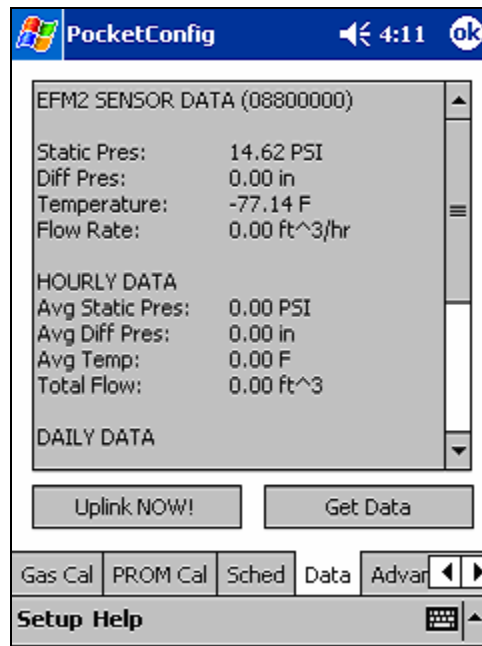 PocketConfig 4:11 ok
EFM2 SENSOR DATA (08800000)
Static Pres: 14.62 PSI
Diff Pres: 0.00 in
Temperature: -77.14 F
Flow Rate: 0.00 ft^3/hr
HOURLY DATA
Avg Static Pres: 0.00 PSI
Avg Diff Pres: 0.00 in
Avg Temp: 0.00 F
Total Flow: 0.00 ft^3
DAILY DATA
Uplink NOW! Get Data
Gas Cal PROM Cal Sched Data Advar
Setup Help